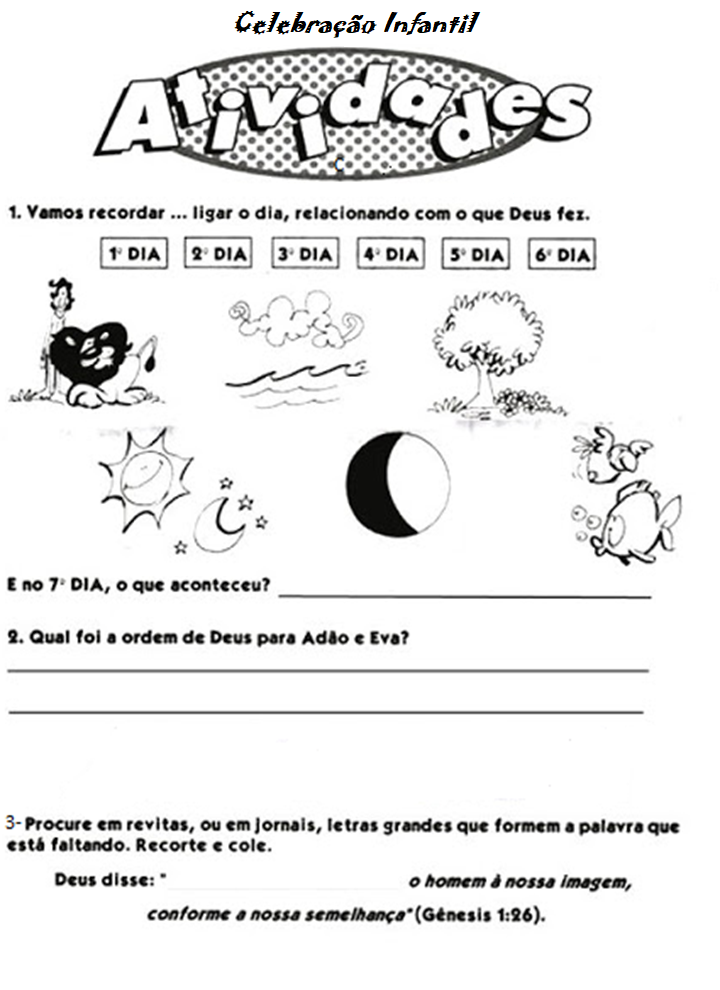 Celebração Infantil
Atividades
C
1. Vamos recordar ... ligar o dia, relacionando com o que Deus fez.
1º DIA 2º DIA 3º DIA 4º DIA 5º DIA 6º DIA
E no 7º DIA, o que aconteceu?
2. Qual foi a ordem de Deus para Adão e Eva?
3- Procure em revitas, ou em jornais, letras grandes que formem a palavra que
está faltando. Recorte e cole.
Deus disse: " o homem à nossa imagem,
conforme a nossa semelhança" (Gênesis 1:26).